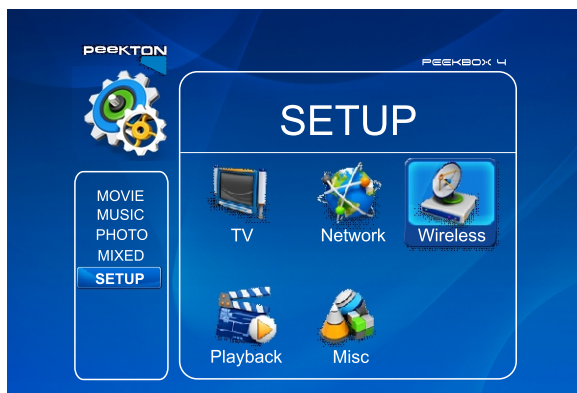 PEEKTON
PEEKBOX 4
SETUP
MOVIE
MUSIC
PHOTO
MIXED
SETUP
TV
Network
Wireless
Playback
Misc